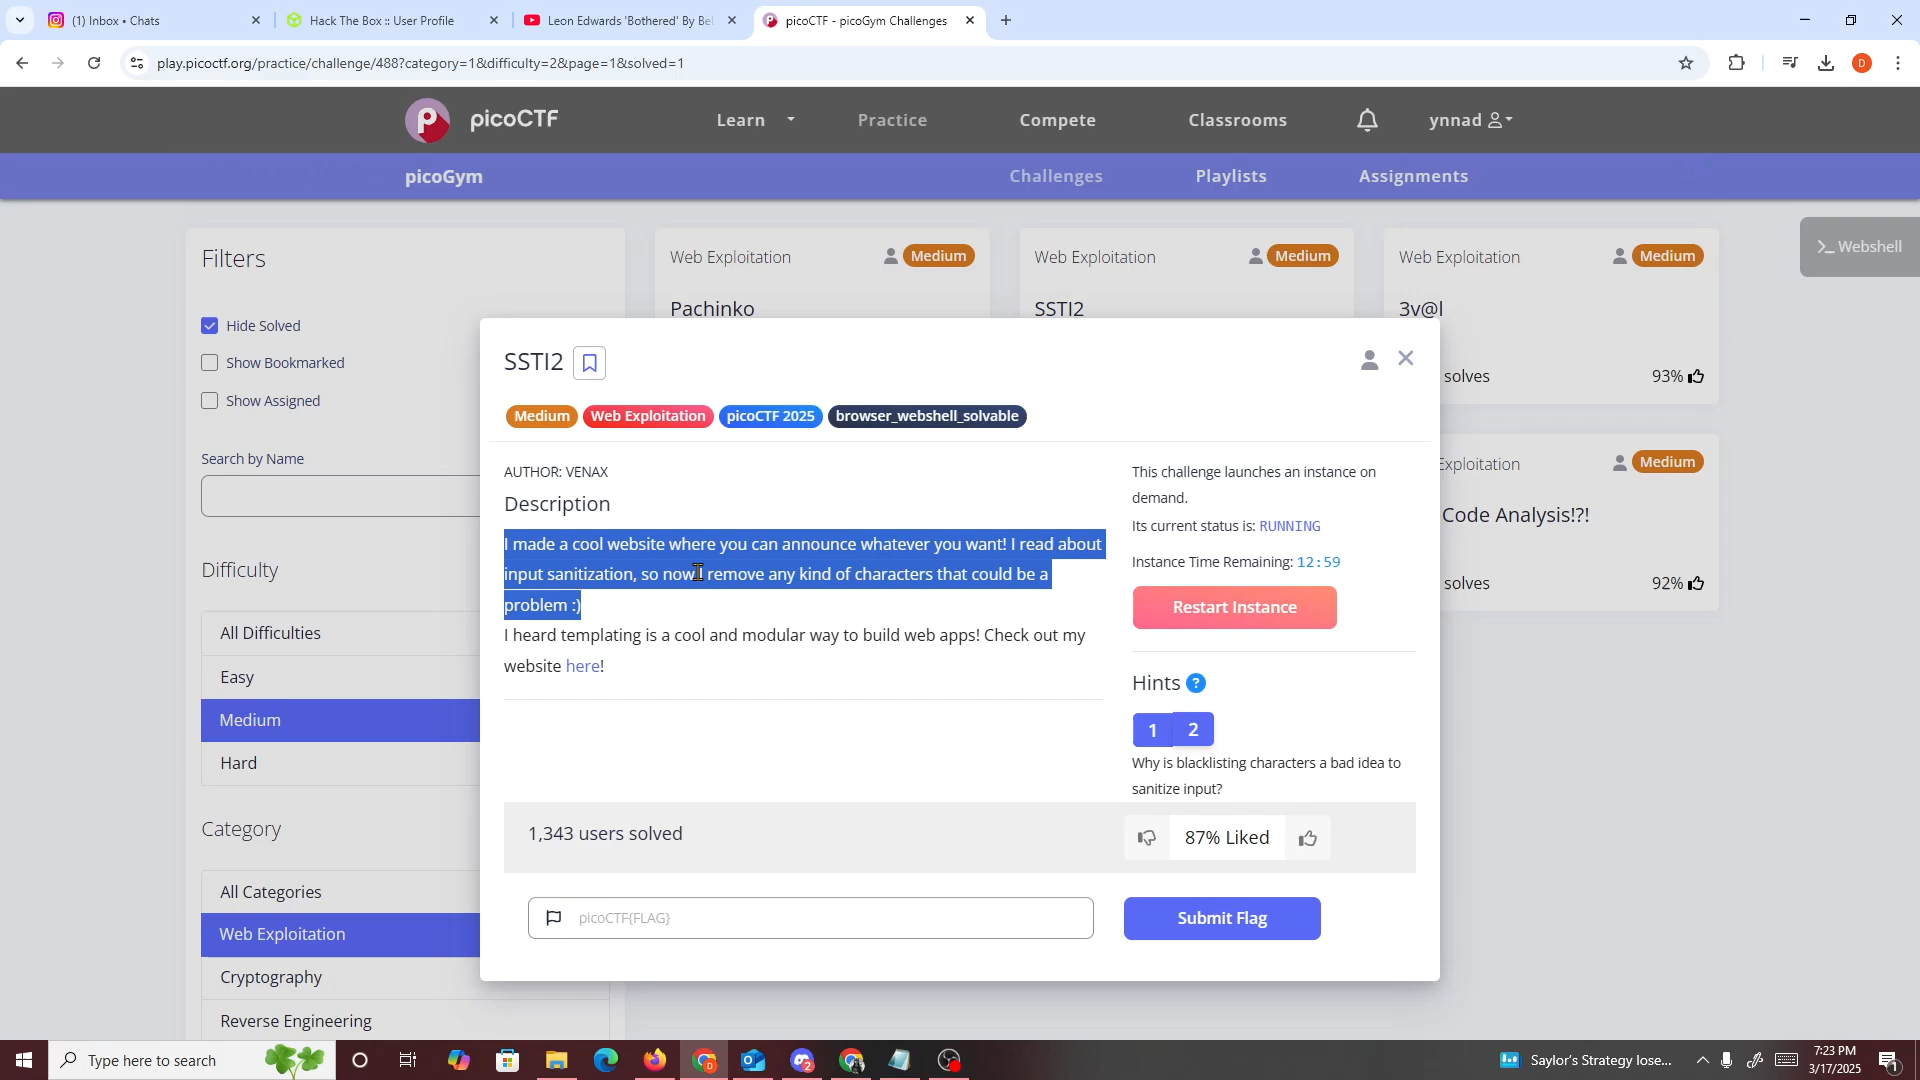 (1) Inbox • Chats
Hack The Box :: User Profile
Leon Edwards 'Bothered' By Bel
picoCTF - picoGym Challenges
play.picoctf.org/practice/challenge/488?category=1&difficulty=2&page=1&solved=1
D
picoCTF
Learn
Practice
Compete
Classrooms
ynnad
picoGym
Challenges
Playlists
Assignments
Webshell
Filters
Hide Solved
Show Bookmarked
Show Assigned
Search by Name
Difficulty
All Difficulties
Easy
Medium
Hard
Category
All Categories
Web Exploitation
Cryptography
Reverse Engineering
Web Exploitation Medium
Pachinko
Web Exploitation Medium
SSTI2
Web Exploitation Medium
3v@l
solves 93%
Exploitation Medium
Code Analysis!?!
solves 92%
SSTI2
Medium Web Exploitation picoCTF 2025 browser_webshell_solvable
AUTHOR: VENAX
Description
I made a cool website where you can announce whatever you want! I read about
input sanitization, so now I remove any kind of characters that could be a
problem :)
I heard templating is a cool and modular way to build web apps! Check out my
website here!
This challenge launches an instance on
demand.
Its current status is: RUNNING
Instance Time Remaining: 12:59
Restart Instance
Hints ?
1 2
Why is blacklisting characters a bad idea to
sanitize input?
1,343 users solved
87% Liked
picoCTF{FLAG}
Submit Flag
Type here to search
D
2
Saylor's Strategy lose...
7:23 PM
3/17/2025
1